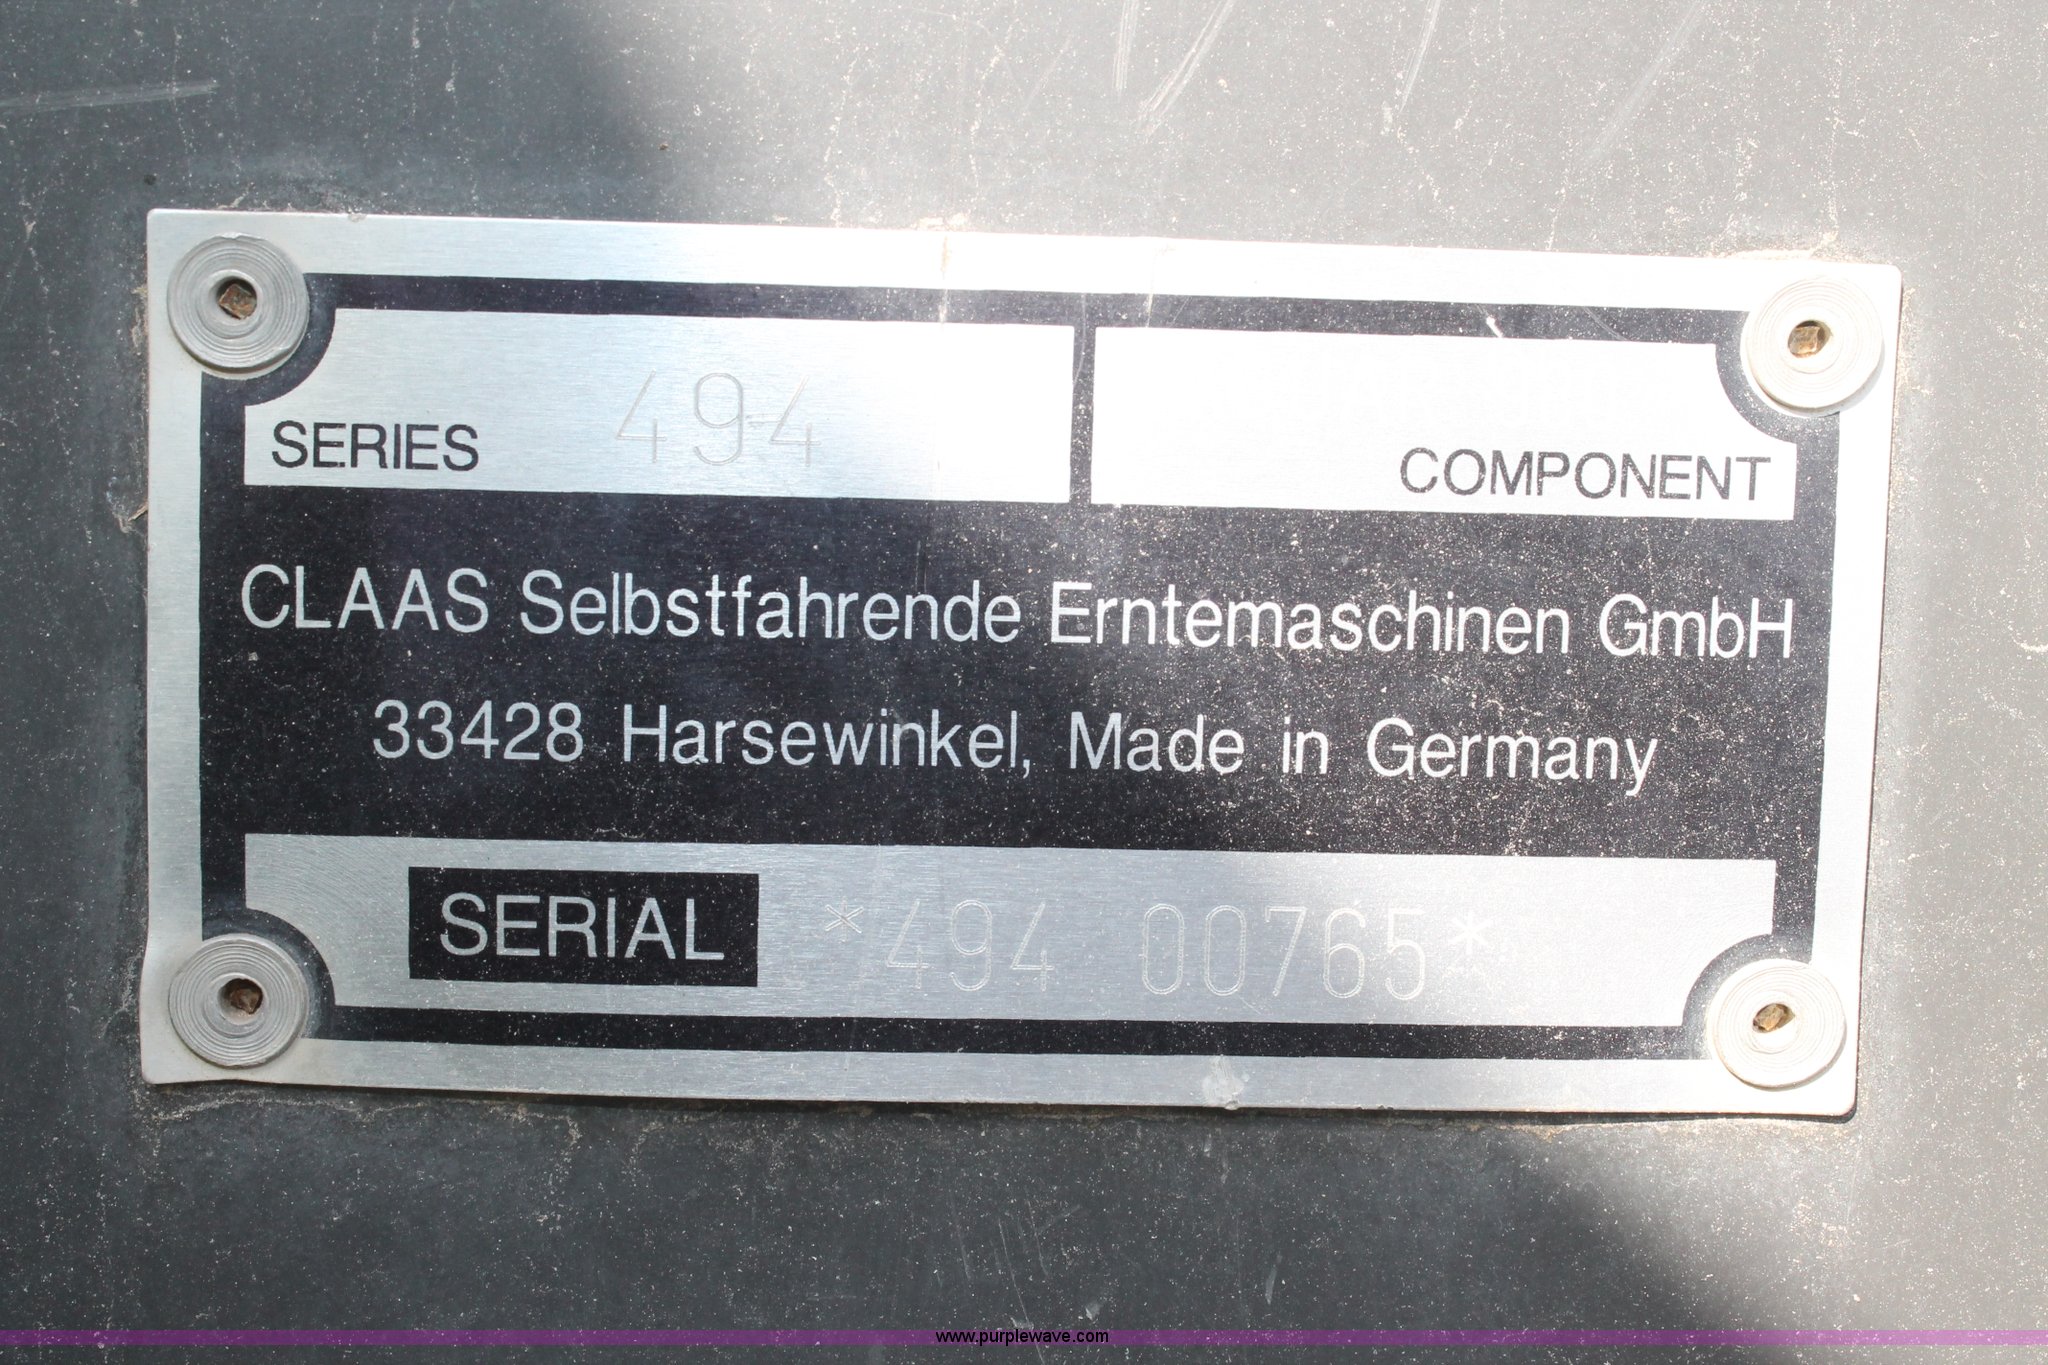 SERIES 494
COMPONENT
CLAAS Selbstfahrende Erntemaschinen GmbH
33428 Harsewinkel, Made in Germany
SERIAL *494 00765*
www.purplewave.com